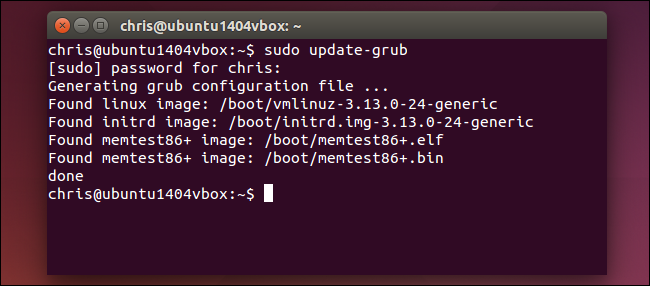 chris@ubuntu1404vbox: ~
chris@ubuntu1404vbox:~$ sudo update-grub
[sudo] password for chris:
Generating grub configuration file ...
Found linux image: /boot/vmlinuz-3.13.0-24-generic
Found initrd image: /boot/initrd.img-3.13.0-24-generic
Found memtest86+ image: /boot/memtest86+.elf
Found memtest86+ image: /boot/memtest86+.bin
done
chris@ubuntu1404vbox:~$